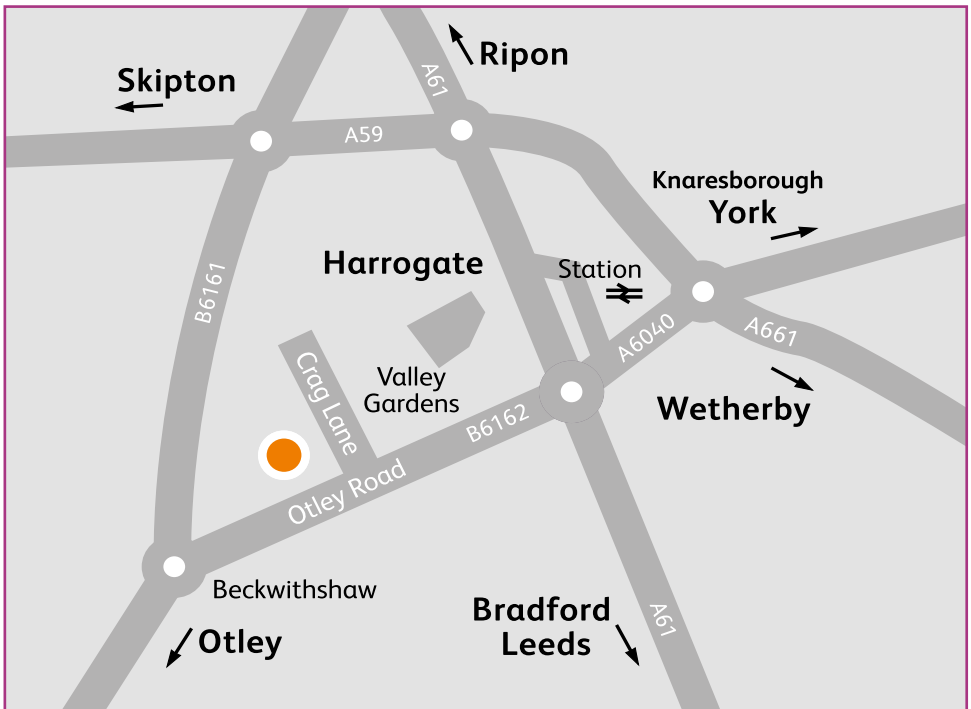 Ripon
A61
Skipton
A59
Knaresborough
York
Harrogate
Station
B6161
A6040
A661
Crag Lane
Valley
Gardens
Wetherby
B6162
Otley Road
Beckwithshaw
Otley
Bradford
Leeds
A61